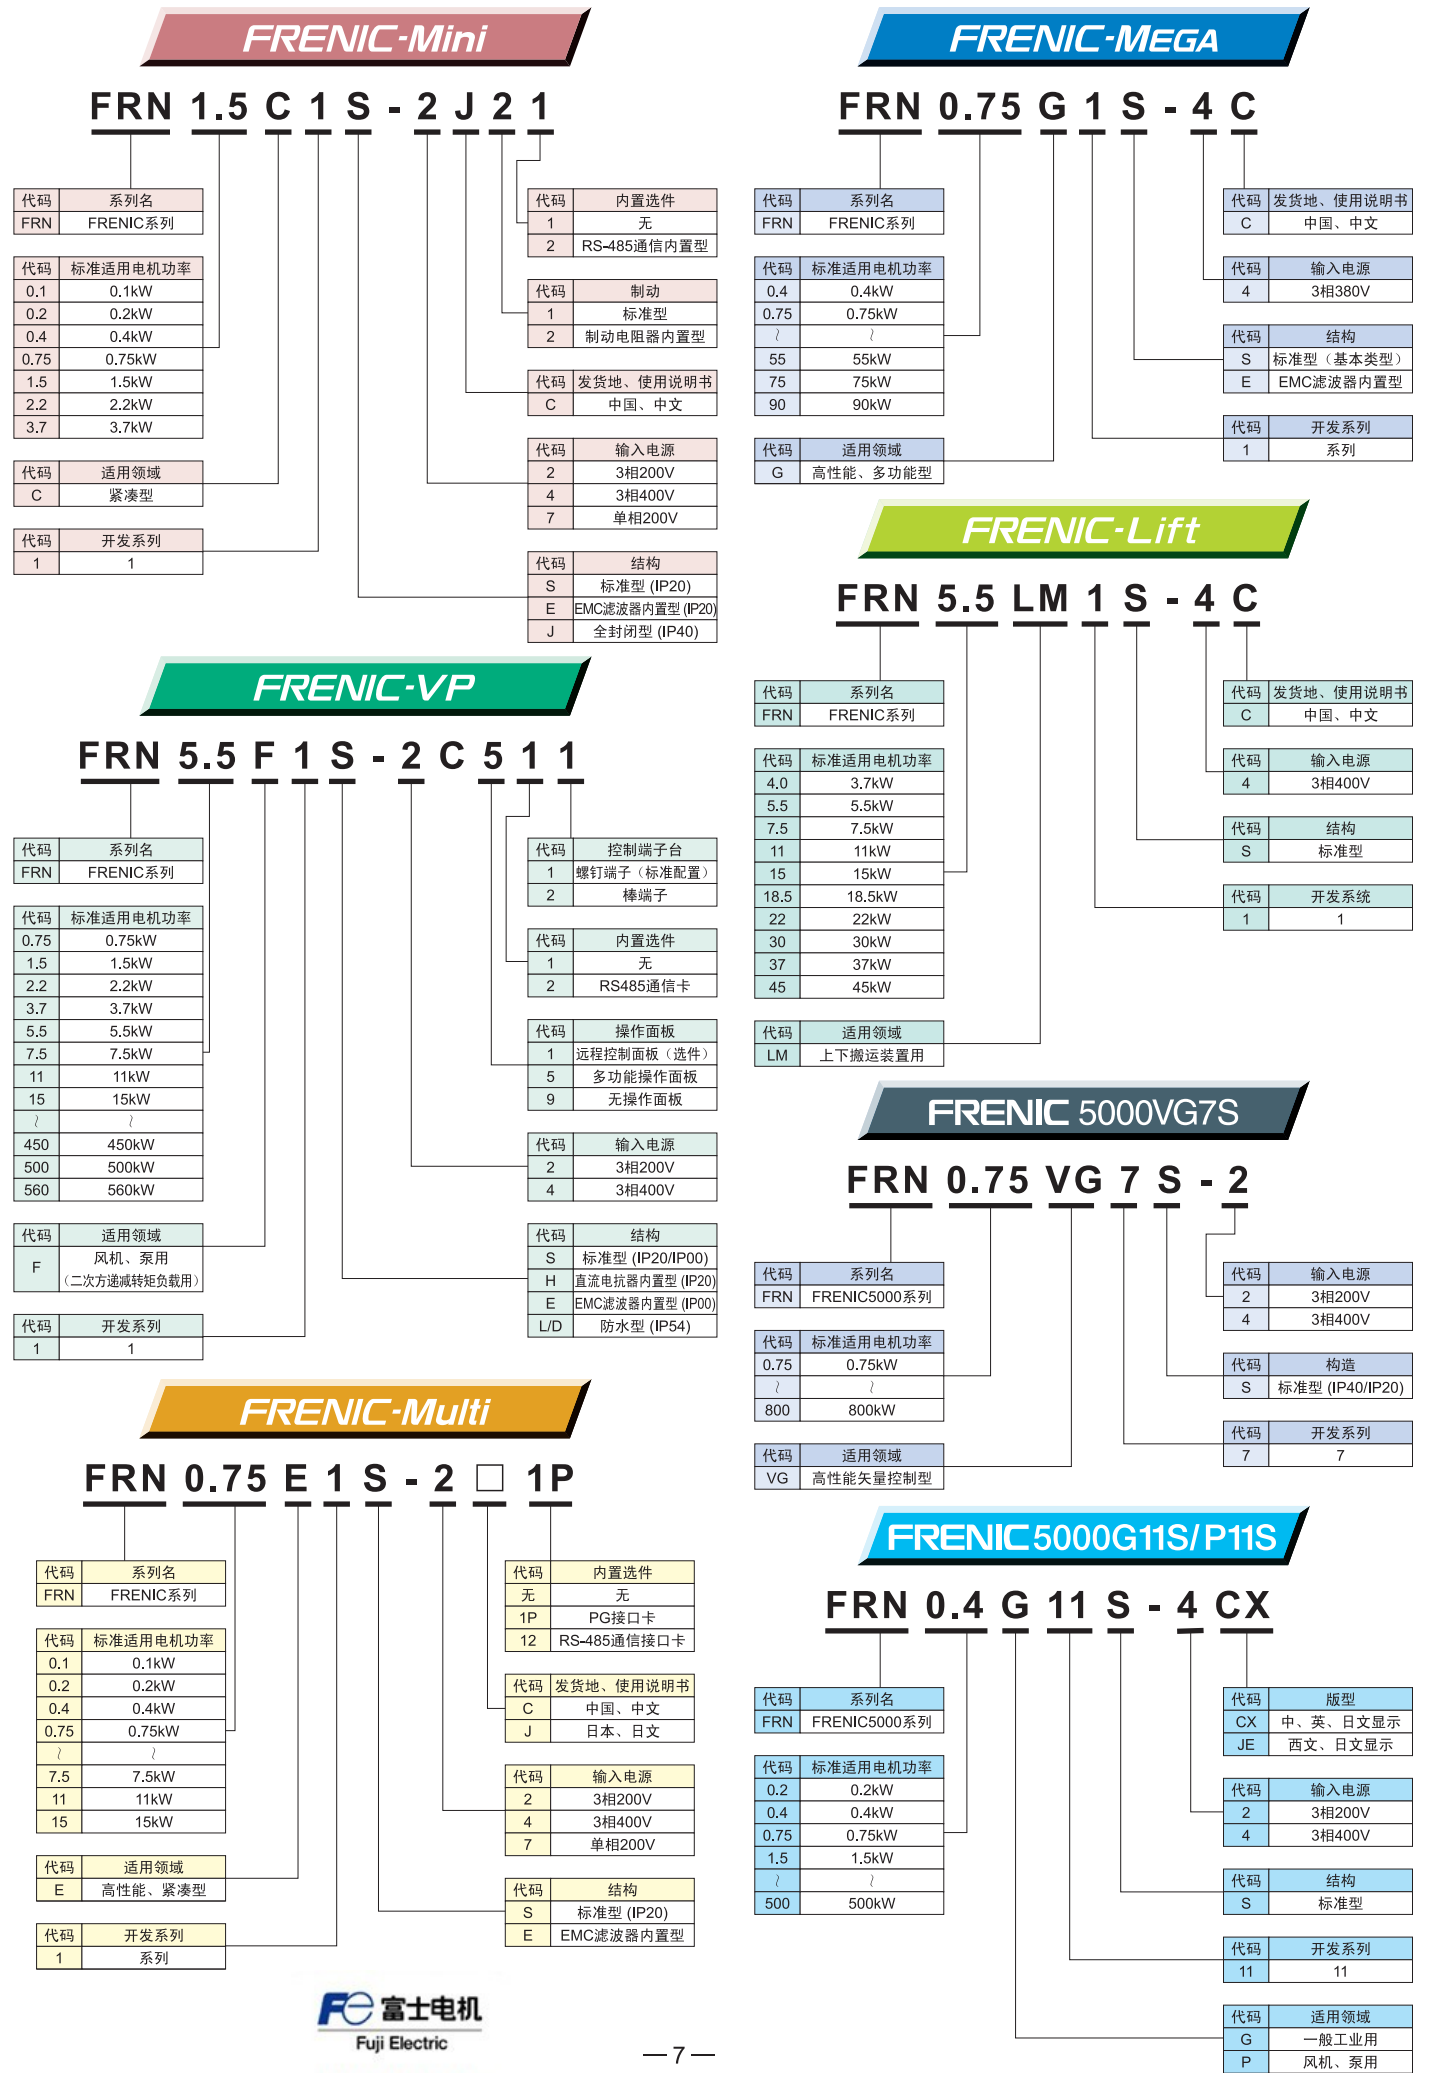 FRENIC-Mini
FRN 1.5 C 1 S - 2 J 2 1
代码 系列名
FRN FRENIC系列
代码 标准适用电机功率
0.1 0.1kW
0.2 0.2kW
0.4 0.4kW
0.75 0.75kW
1.5 1.5kW
2.2 2.2kW
3.7 3.7kW
代码 适用领域
C 紧凑型
代码 开发系列
1 1
代码 内置选件
1 无
2 RS-485通信内置型
代码 制动
1 标准型
2 制动电阻器内置型
代码 发货地、使用说明书
C 中国、中文
代码 输入电源
2 3相200V
4 3相400V
7 单相200V
代码 结构
S 标准型 (IP20)
E EMC滤波器内置型 (IP20)
J 全封闭型 (IP40)
FRENIC-VP
FRN 5.5 F 1 S - 2 C 5 1 1
代码 系列名
FRN FRENIC系列
代码 标准适用电机功率
0.75 0.75kW
1.5 1.5kW
2.2 2.2kW
3.7 3.7kW
5.5 5.5kW
7.5 7.5kW
11 11kW
15 15kW
~ ~
450 450kW
500 500kW
560 560kW
代码 适用领域
F 风机、泵用
（二次方递减转矩负载用）
代码 开发系列
1 1
代码 控制端子台
1 螺钉端子（标准配置）
2 棒端子
代码 内置选件
1 无
2 RS485通信卡
代码 操作面板
1 远程控制面板（选件）
5 多功能操作面板
9 无操作面板
代码 输入电源
2 3相200V
4 3相400V
代码 结构
S 标准型 (IP20/IP00)
H 直流电抗器内置型 (IP20)
E EMC滤波器内置型 (IP00)
L/D 防水型 (IP54)
FRENIC-Multi
FRN 0.75 E 1 S - 2 □ 1P
代码 系列名
FRN FRENIC系列
代码 标准适用电机功率
0.1 0.1kW
0.2 0.2kW
0.4 0.4kW
0.75 0.75kW
~ ~
7.5 7.5kW
11 11kW
15 15kW
代码 适用领域
E 高性能、紧凑型
代码 开发系列
1 系列
代码 内置选件
无 无
1P PG接口卡
12 RS-485通信接口卡
代码 发货地、使用说明书
C 中国、中文
J 日本、日文
代码 输入电源
2 3相200V
4 3相400V
7 单相200V
代码 结构
S 标准型 (IP20)
E EMC滤波器内置型
Fe 富士电机
Fuji Electric
— 7 —
FRENIC-MEGA
FRN 0.75 G 1 S - 4 C
代码 系列名
FRN FRENIC系列
代码 标准适用电机功率
0.4 0.4kW
0.75 0.75kW
~ ~
55 55kW
75 75kW
90 90kW
代码 适用领域
G 高性能、多功能型
代码 发货地、使用说明书
C 中国、中文
代码 输入电源
4 3相380V
代码 结构
S 标准型（基本类型）
E EMC滤波器内置型
代码 开发系列
1 系列
FRENIC-Lift
FRN 5.5 LM 1 S - 4 C
代码 系列名
FRN FRENIC系列
代码 标准适用电机功率
4.0 3.7kW
5.5 5.5kW
7.5 7.5kW
11 11kW
15 15kW
18.5 18.5kW
22 22kW
30 30kW
37 37kW
45 45kW
代码 适用领域
LM 上下搬运装置用
代码 发货地、使用说明书
C 中国、中文
代码 输入电源
4 3相400V
代码 结构
S 标准型
代码 开发系统
1 1
FRENIC 5000VG7S
FRN 0.75 VG 7 S - 2
代码 系列名
FRN FRENIC5000系列
代码 标准适用电机功率
0.75 0.75kW
~ ~
800 800kW
代码 适用领域
VG 高性能矢量控制型
代码 输入电源
2 3相200V
4 3相400V
代码 构造
S 标准型 (IP40/IP20)
代码 开发系列
7 7
FRENIC5000G11S/P11S
FRN 0.4 G 11 S - 4 CX
代码 系列名
FRN FRENIC5000系列
代码 标准适用电机功率
0.2 0.2kW
0.4 0.4kW
0.75 0.75kW
1.5 1.5kW
~ ~
500 500kW
代码 版型
CX 中、英、日文显示
JE 西文、日文显示
代码 输入电源
2 3相200V
4 3相400V
代码 结构
S 标准型
代码 开发系列
11 11
代码 适用领域
G 一般工业用
P 风机、泵用